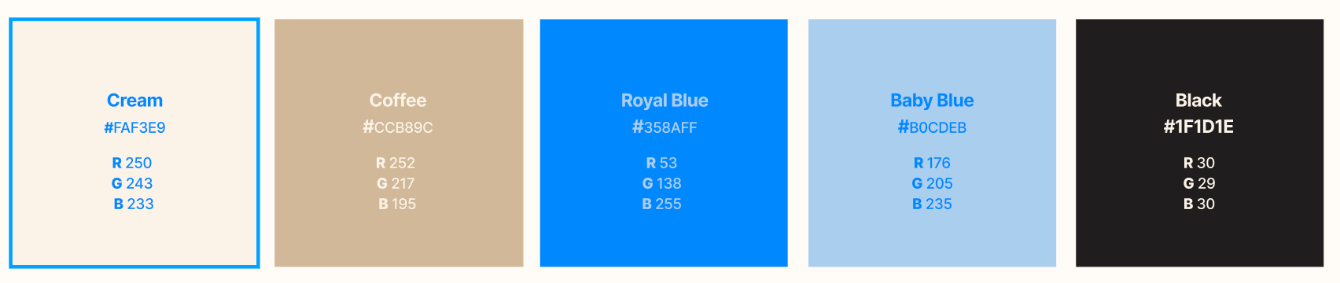 Cream
#FAF3E9
R 250
G 243
B 233
Coffee
#CCB89C
R 252
G 217
B 195
Royal Blue
#358AFF
R 53
G 138
B 255
Baby Blue
#B0CDEB
R 176
G 205
B 235
Black
#1F1D1E
R 30
G 29
B 30